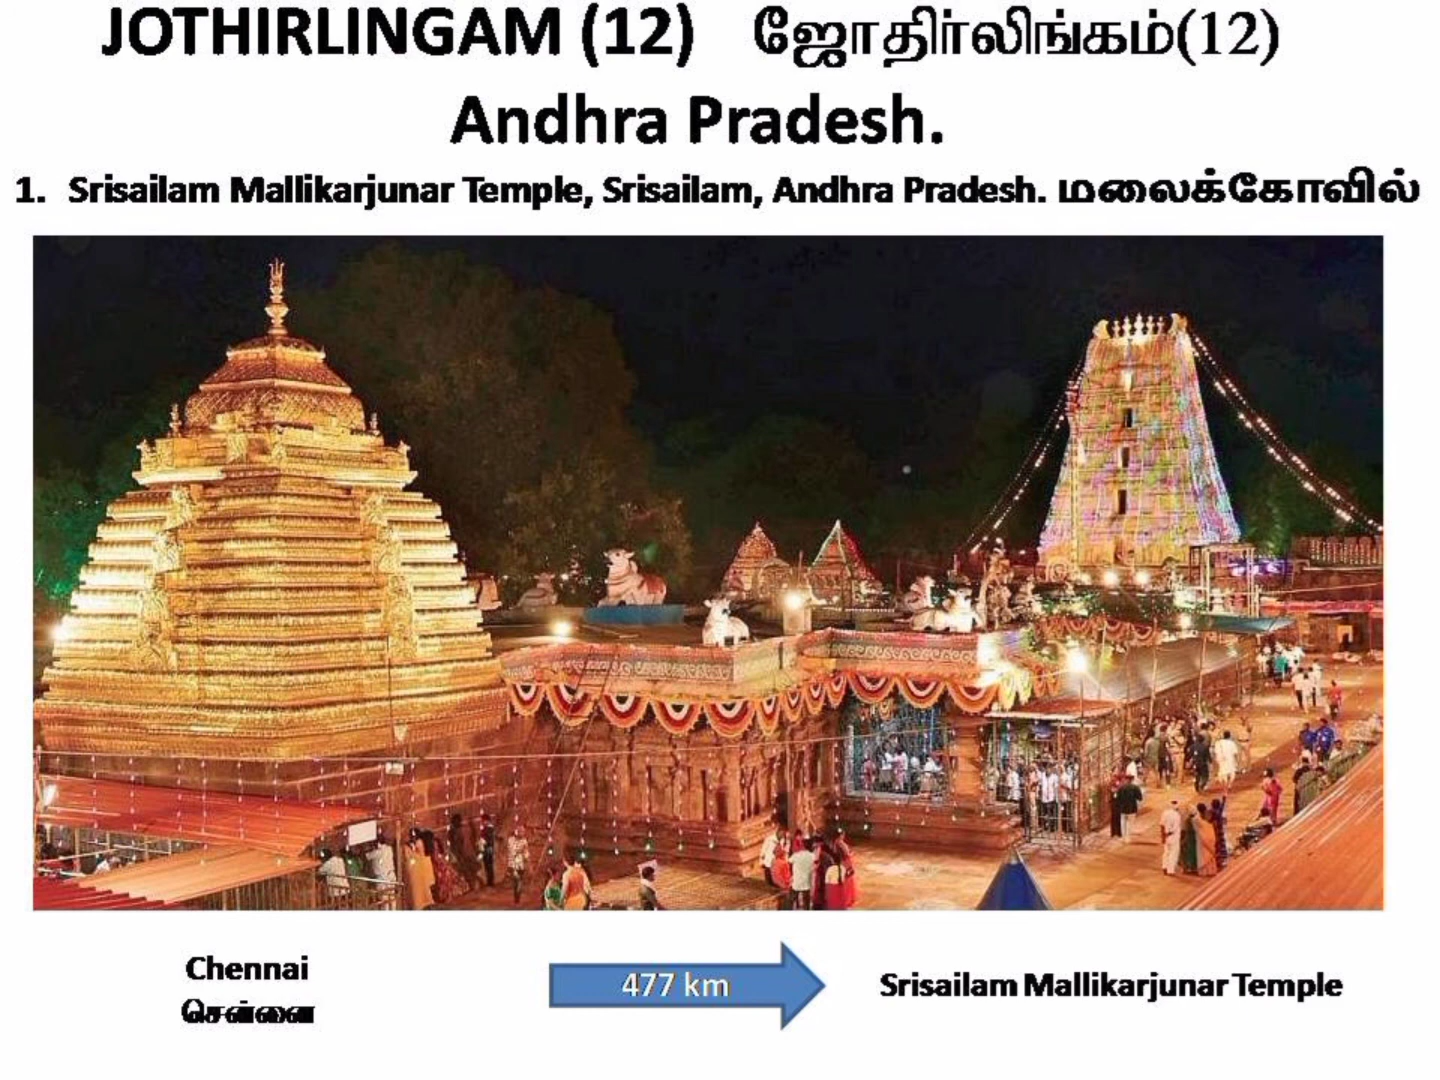 JOTHIRLINGAM (12) ஜோதிர்லிங்கம்(12)
Andhra Pradesh.
1. Srisailam Mallikarjunar Temple, Srisailam, Andhra Pradesh. மலைக்கோவில்
Chennai
சென்னை
477 km
Srisailam Mallikarjunar Temple